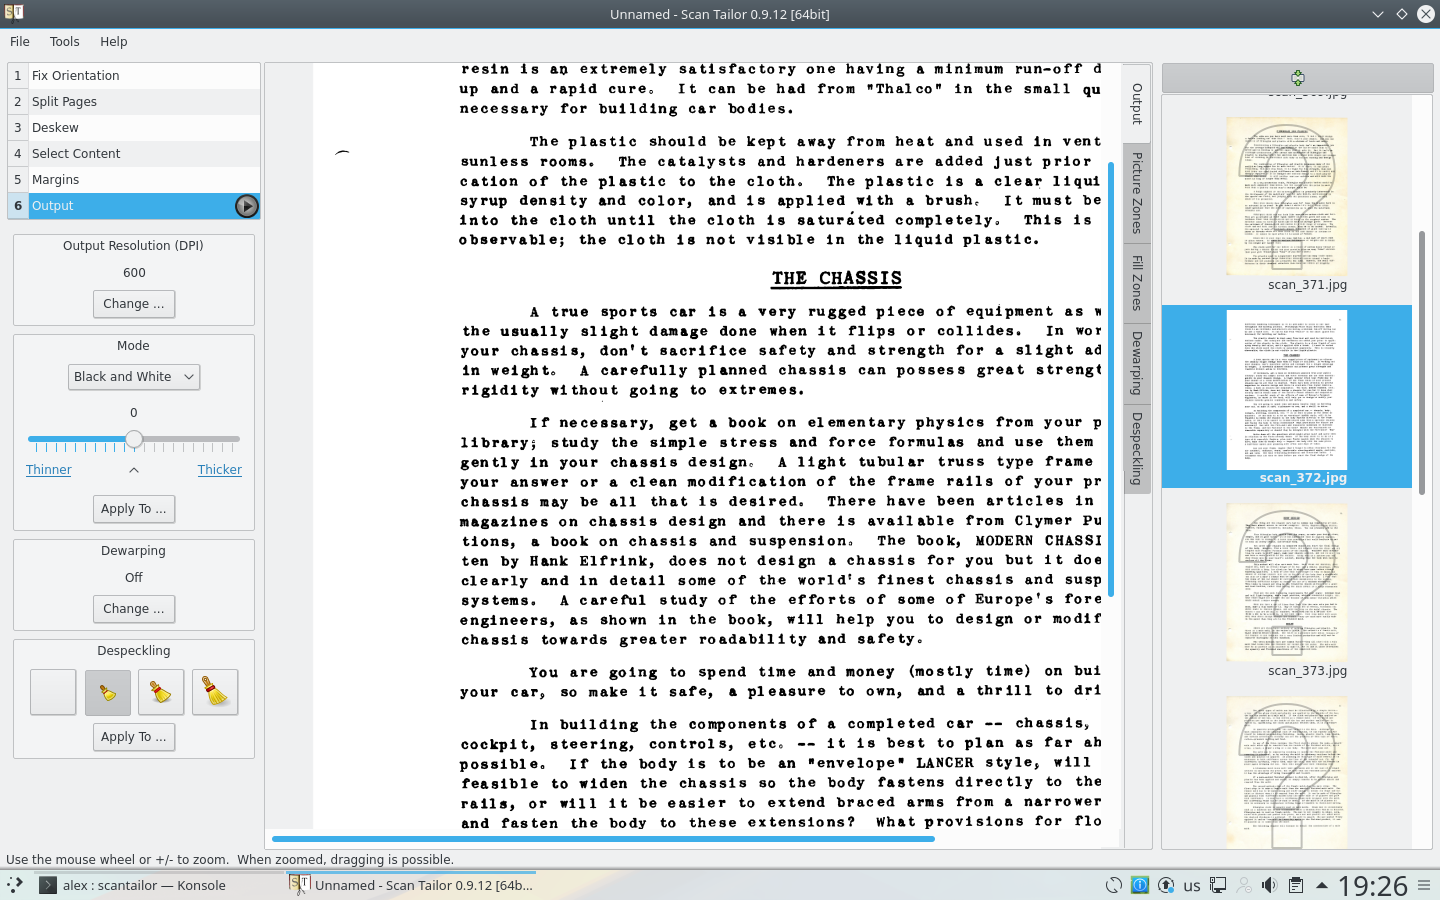 Unnamed - Scan Tailor 0.9.12 [64bit]
File Tools Help
1 Fix Orientation
2 Split Pages
3 Deskew
4 Select Content
5 Margins
6 Output
Output Resolution (DPI)
600
Change ...
Mode
Black and White
0
Thinner Thicker
Apply To ...
Dewarping
Off
Change ...
Despeckling
Apply To ...
resin is an extremely satisfactory one having a minimum run-off d
up and a rapid cure. It can be had from "Thalco" in the small qu
necessary for building car bodies.
The plastic should be kept away from heat and used in vent
sunless rooms. The catalysts and hardeners are added just prior
cation of the plastic to the cloth. The plastic is a clear liqui
syrup density and color, and is applied with a brush. It must be
into the cloth until the cloth is saturated completely. This is
observable; the cloth is not visible in the liquid plastic.
THE CHASSIS
A true sports car is a very rugged piece of equipment as w
the usually slight damage done when it flips or collides. In wor
your chassis, don't sacrifice safety and strength for a slight ad
in weight. A carefully planned chassis can possess great strengt
rigidity without going to extremes.
If necessary, get a book on elementary physics from your p
library; study the simple stress and force formulas and use them
gently in your chassis design. A light tubular truss type frame
your answer or a clean modification of the frame rails of your pr
chassis may be all that is desired. There have been articles in
magazines on chassis design and there is available from Clymer Pu
tions, a book on chassis and suspension. The book, MODERN CHASSI
ten by Hank Elfrink, does not design a chassis for you but it doe
clearly and in detail some of the world's finest chassis and susp
systems. A careful study of the efforts of some of Europe's fore
engineers, as shown in the book, will help you to design or modif
chassis towards greater roadability and safety.
You are going to spend time and money (mostly time) on bui
your car, so make it safe, a pleasure to own, and a thrill to dri
In building the components of a completed car -- chassis,
cockpit, steering, controls, etc. -- it is best to plan as far ah
possible. If the body is to be an "envelope" LANCER style, will
feasible to widen the chassis so the body fastens directly to the
rails, or will it be easier to extend braced arms from a narrower
and fasten the body to these extensions? What provisions for flo
Output
Picture Zones
Fill Zones
Dewarping
Despeckling
scan_371.jpg
scan_372.jpg
scan_373.jpg
Use the mouse wheel or +/- to zoom. When zoomed, dragging is possible.
alex : scantailor — Konsole
Unnamed - Scan Tailor 0.9.12 [64b...
us
19:26